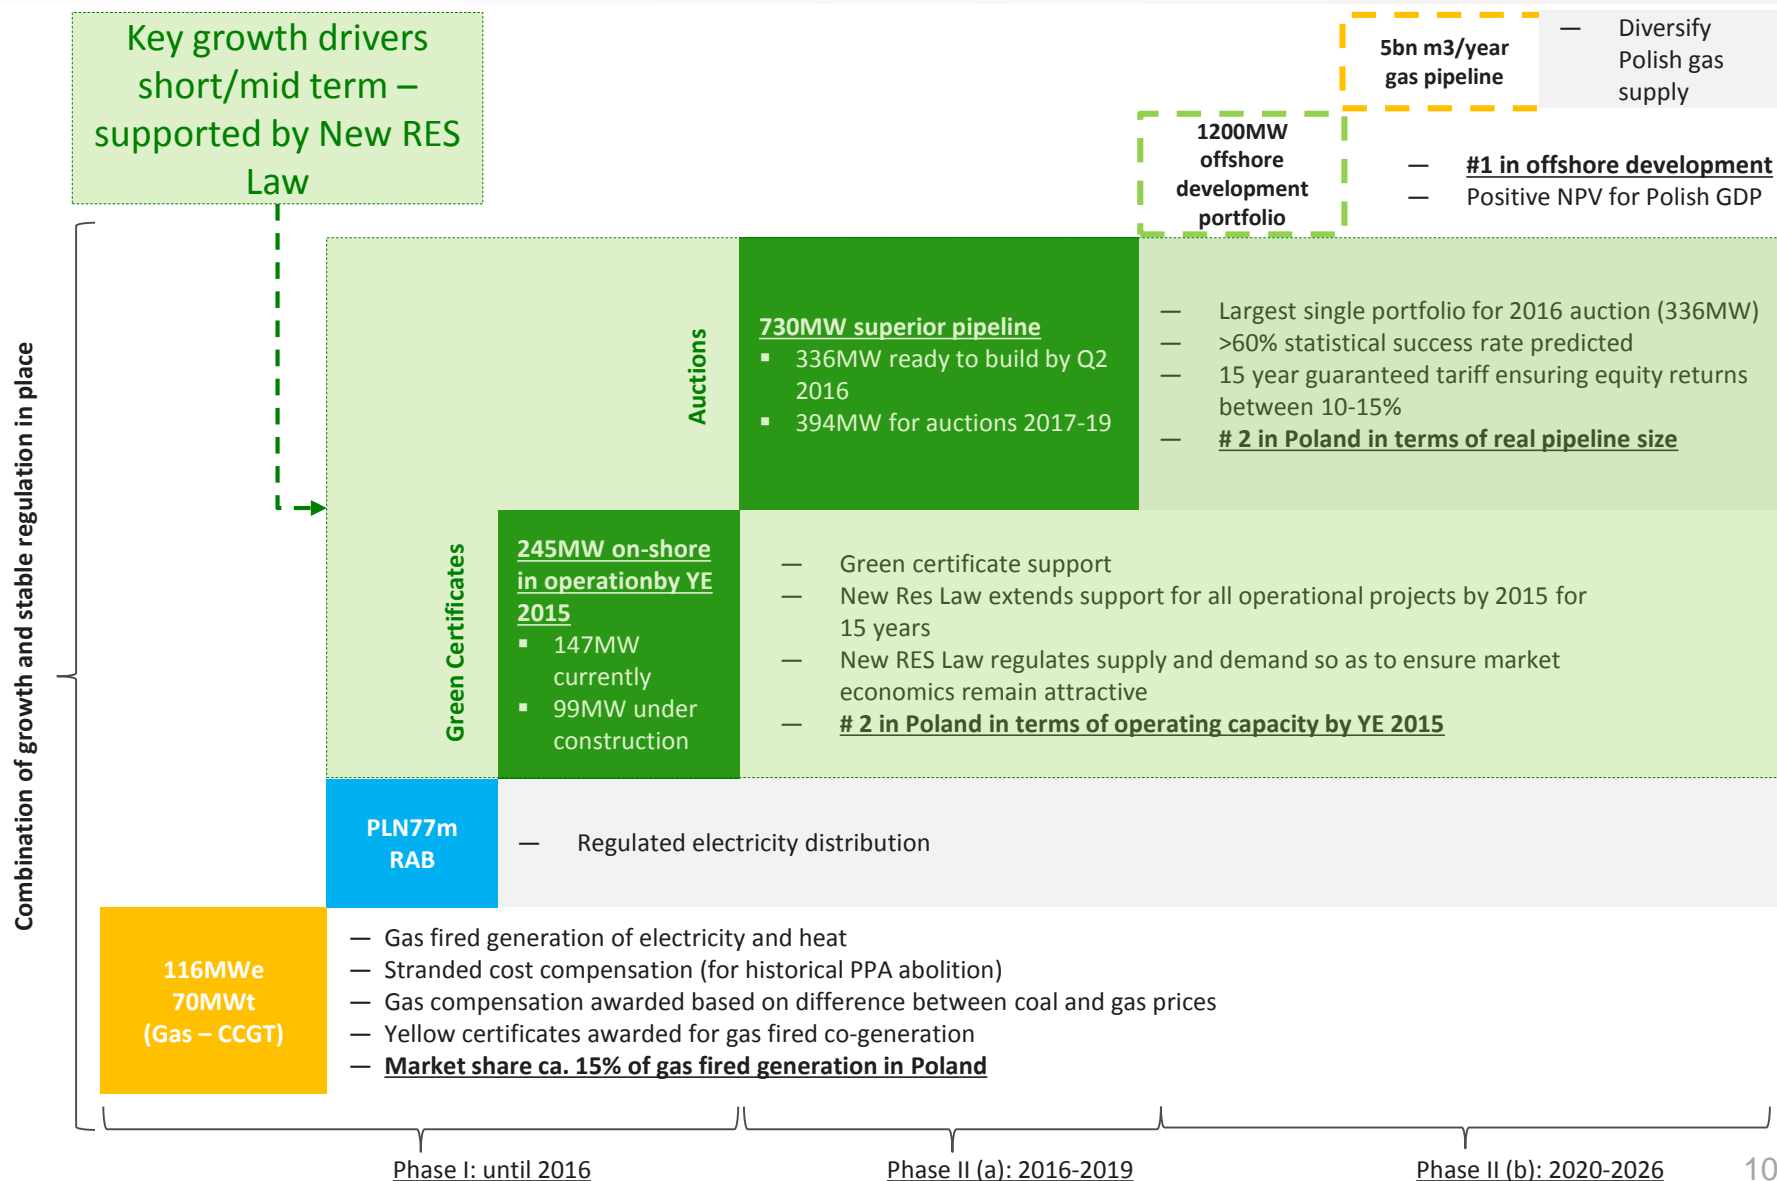 Key growth drivers
short/mid term –
supported by New RES
Law
5bn m3/year
gas pipeline
— Diversify
Polish gas
supply
1200MW
offshore
development
portfolio
— #1 in offshore development
— Positive NPV for Polish GDP
Combination of growth and stable regulation in place
Auctions
730MW superior pipeline
▪ 336MW ready to build by Q2
2016
▪ 394MW for auctions 2017-19
— Largest single portfolio for 2016 auction (336MW)
— >60% statistical success rate predicted
— 15 year guaranteed tariff ensuring equity returns
between 10-15%
— # 2 in Poland in terms of real pipeline size
Green Certificates
245MW on-shore
in operationby YE
2015
▪ 147MW
currently
▪ 99MW under
construction
— Green certificate support
— New Res Law extends support for all operational projects by 2015 for
15 years
— New RES Law regulates supply and demand so as to ensure market
economics remain attractive
— # 2 in Poland in terms of operating capacity by YE 2015
PLN77m
RAB
— Regulated electricity distribution
116MWe
70MWt
(Gas – CCGT)
— Gas fired generation of electricity and heat
— Stranded cost compensation (for historical PPA abolition)
— Gas compensation awarded based on difference between coal and gas prices
— Yellow certificates awarded for gas fired co-generation
— Market share ca. 15% of gas fired generation in Poland
Phase I: until 2016
Phase II (a): 2016-2019
Phase II (b): 2020-2026
10